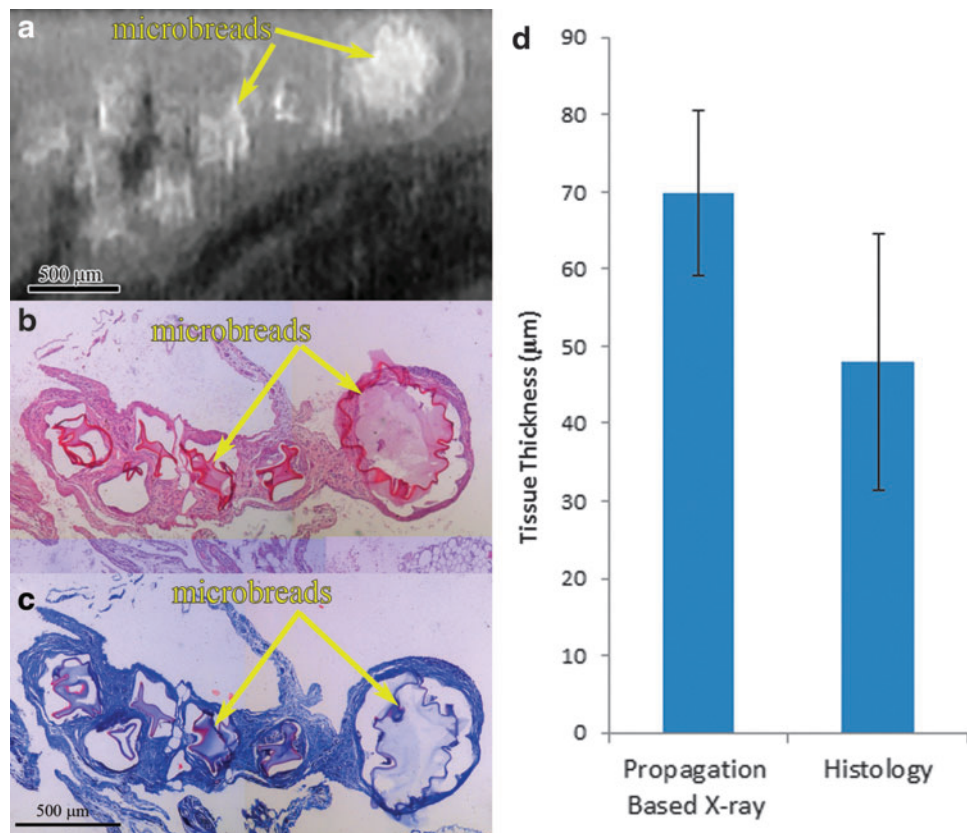 a
microbreads
500 μm
b
microbreads
c
microbreads
500 μm
d
90
80
70
60
50
40
30
20
10
0
Tissue Thickness (μm)
Propagation
Based X-ray
Histology